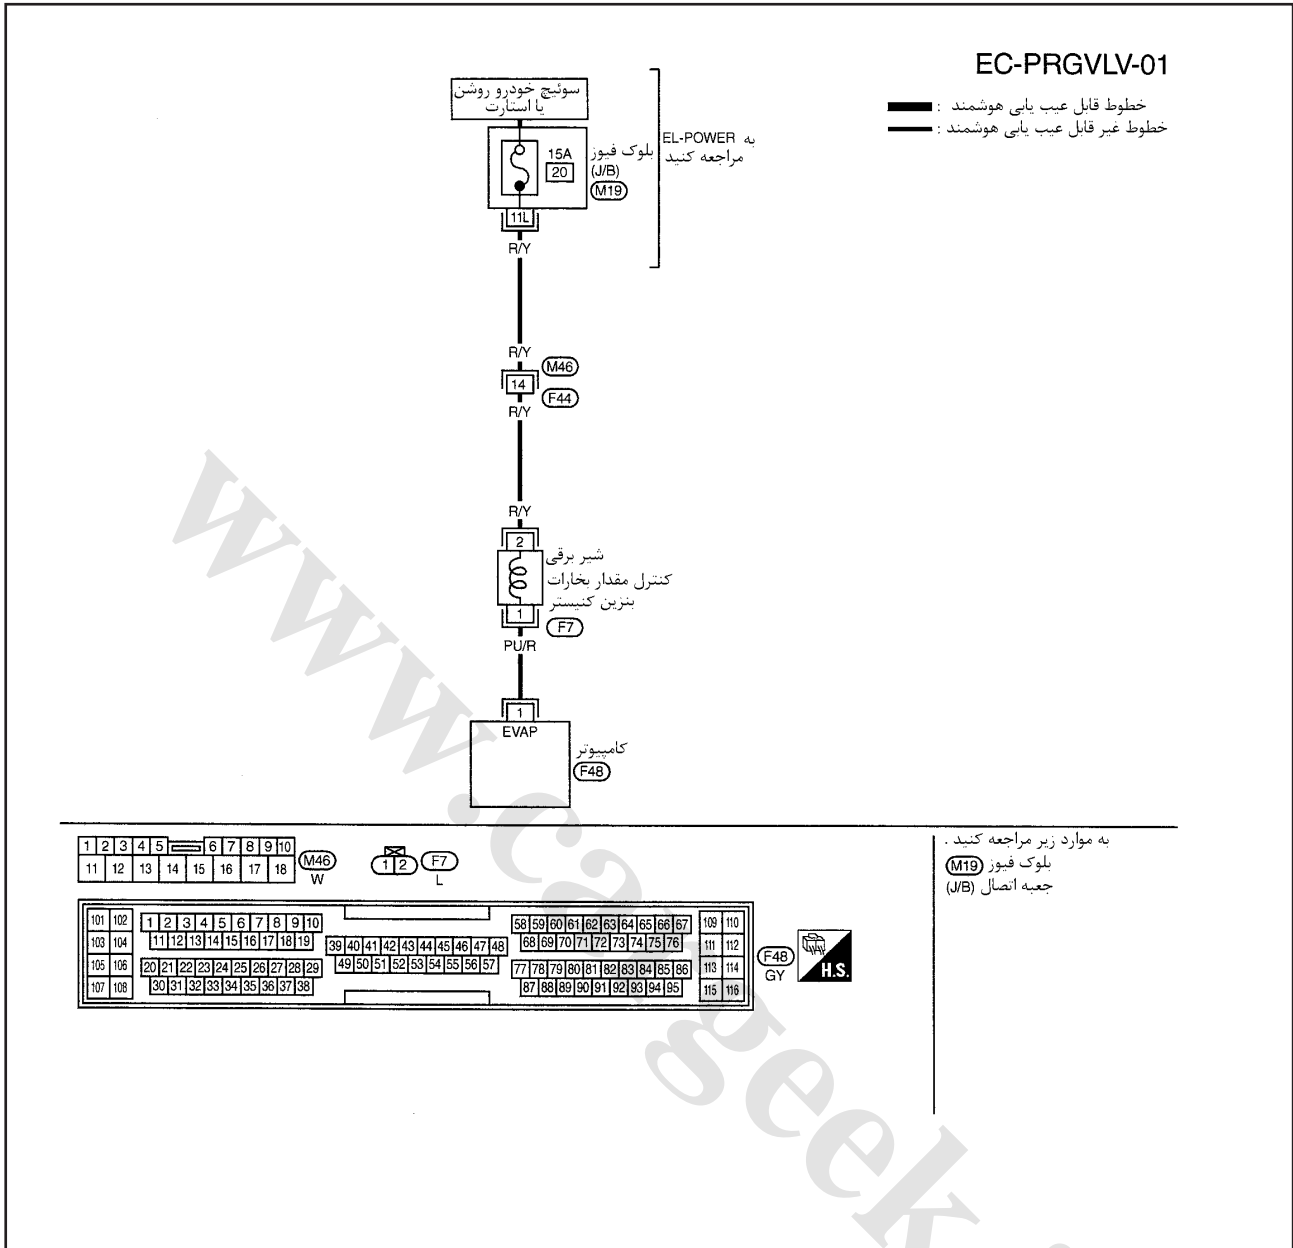 EC-PRGVLV-01
خطوط قابل عیب یابی هوشمند :
خطوط غیر قابل عیب یابی هوشمند :
سوئیچ خودرو روشن
یا استارت
15A
20
بلوک فیوز
(J/B)
M19
به EL-POWER
مراجعه کنید
11L
R/Y
R/Y
14
M46
F44
R/Y
R/Y
2
شیر برقی
کنترل مقدار بخارات
بنزین کنیستر
1
F7
PU/R
1
EVAP
کامپیوتر
F48
1 2 3 4 5 6 7 8 9 10
11 12 13 14 15 16 17 18
M46
W
1 2
F7
L
به موارد زیر مراجعه کنید .
بلوک فیوز M19
جعبه اتصال (J/B)
101 102
103 104
105 106
107 108
1 2 3 4 5 6 7 8 9 10
11 12 13 14 15 16 17 18 19
20 21 22 23 24 25 26 27 28 29
30 31 32 33 34 35 36 37 38
39 40 41 42 43 44 45 46 47 48
49 50 51 52 53 54 55 56 57
58 59 60 61 62 63 64 65 66 67
68 69 70 71 72 73 74 75 76
77 78 79 80 81 82 83 84 85 86
87 88 89 90 91 92 93 94 95
109 110
111 112
113 114
115 116
F48
GY
H.S.
www.cargeek